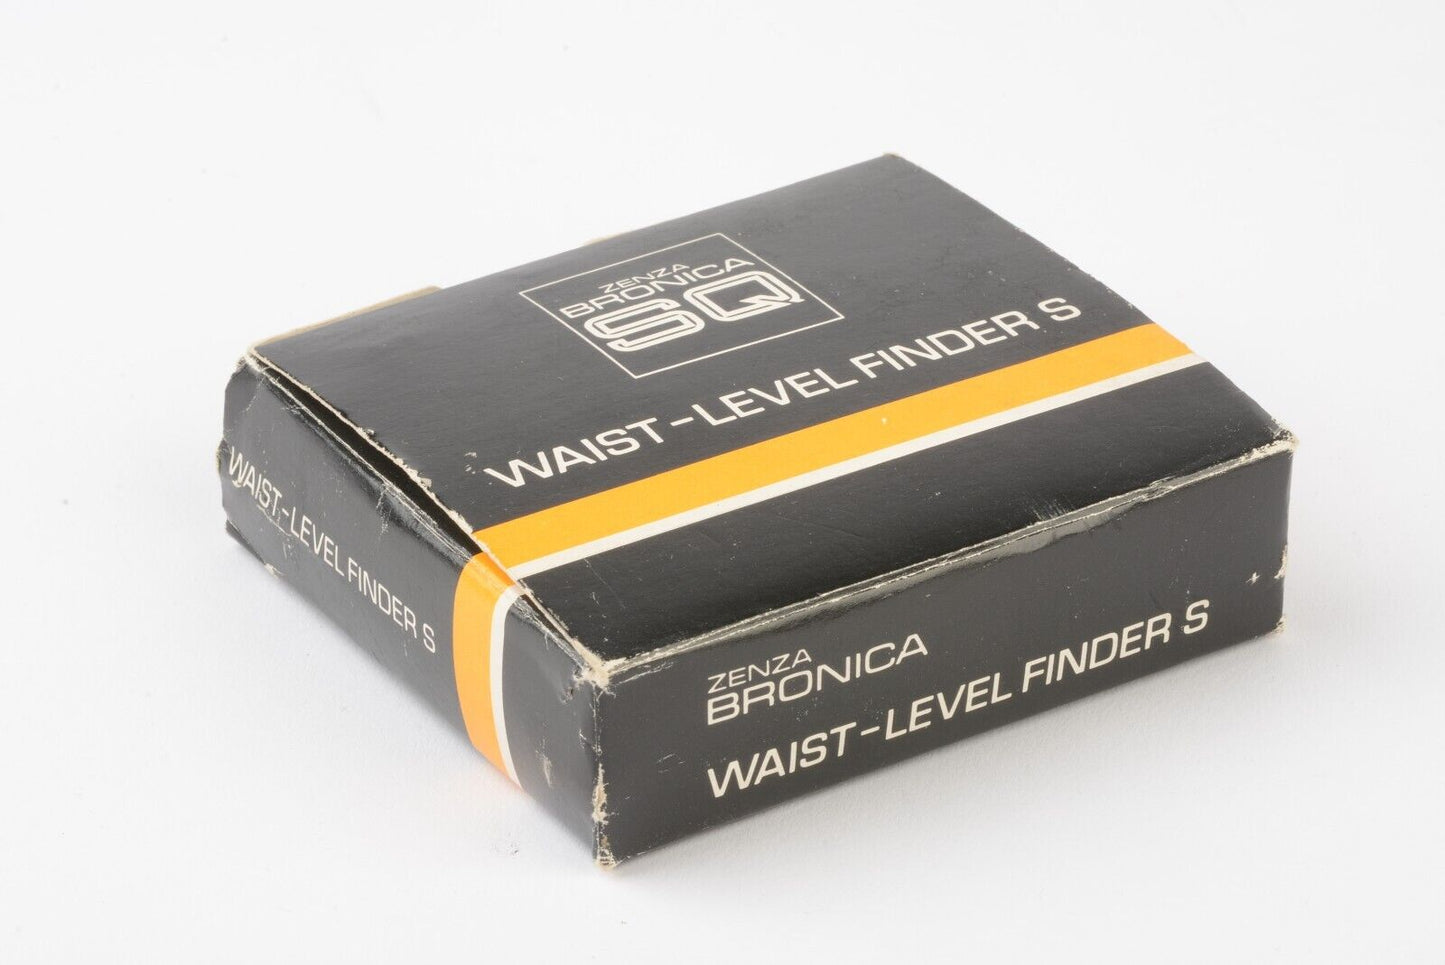 ZENZA
BRONICA
SQ
WAIST-LEVEL FINDER S
WAIST-LEVEL FINDER S
ZENZA
BRONICA
WAIST-LEVEL FINDER S